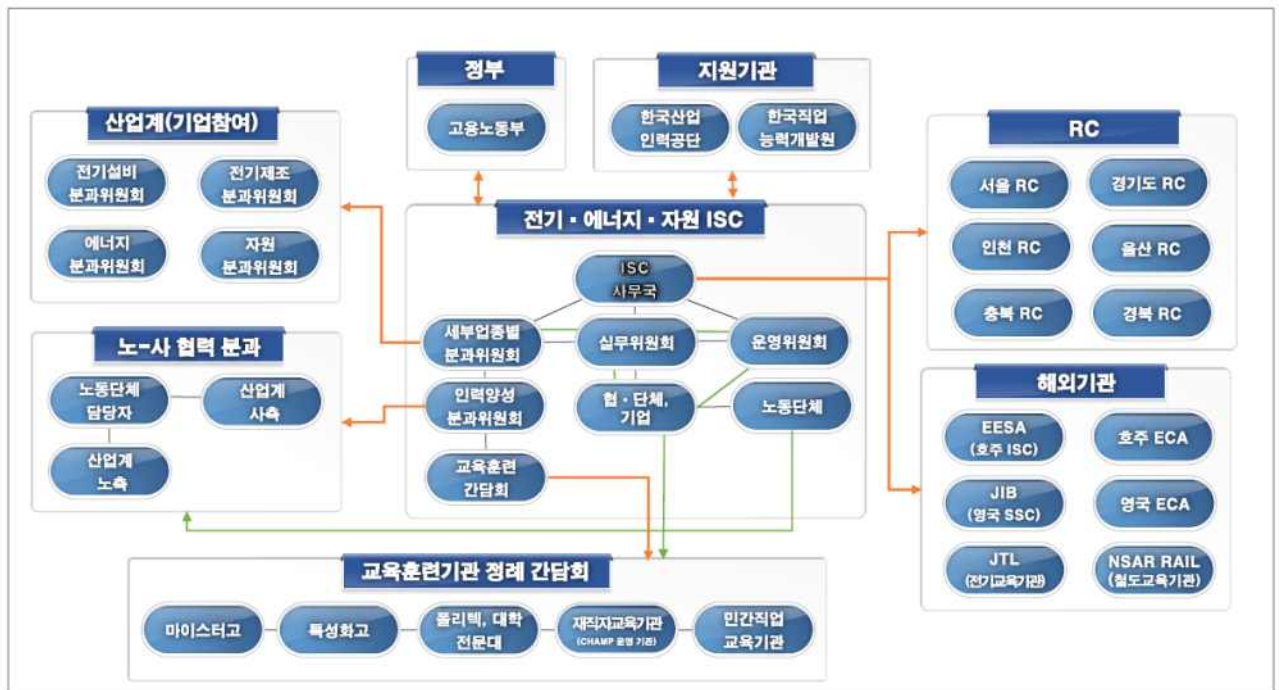 정부
고용노동부
지원기관
한국산업
인력공단
한국직업
능력개발원
산업계(기업참여)
전기설비
분과위원회
전기제조
분과위원회
에너지
분과위원회
자원
분과위원회
RC
서울 RC
경기도 RC
인천 RC
울산 RC
충북 RC
경북 RC
전기·에너지·자원 ISC
ISC
사무국
세부업종별
분과위원회
실무위원회
운영위원회
인력양성
분과위원회
협·단체,
기업
노동단체
교육훈련
간담회
노-사 협력 분과
노동단체
담당자
산업계
사측
산업계
노측
해외기관
EESA
(호주 ISC)
호주 ECA
JIB
(영국 SSC)
영국 ECA
JTL
(전기교육기관)
NSAR RAIL
(철도교육기관)
교육훈련기관 정례 간담회
마이스터고
특성화고
폴리텍, 대학
전문대
재직자교육기관
(CHAMP 운영 기관)
민간직업
교육기관